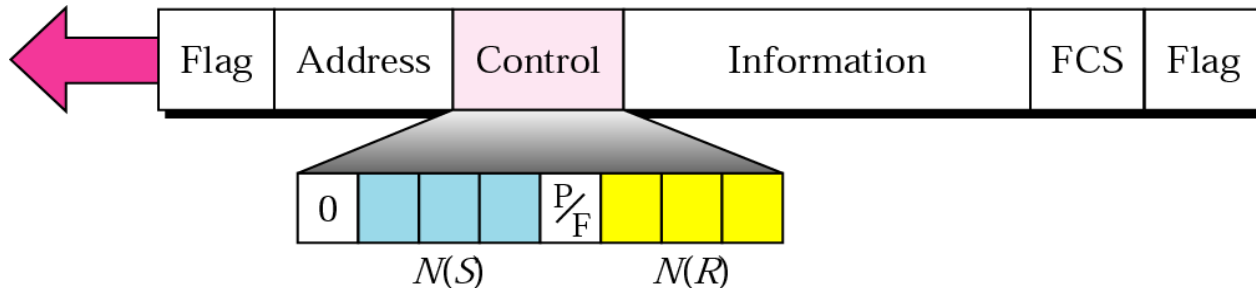 Flag Address Control Information FCS Flag
0 P/F
N(S) N(R)